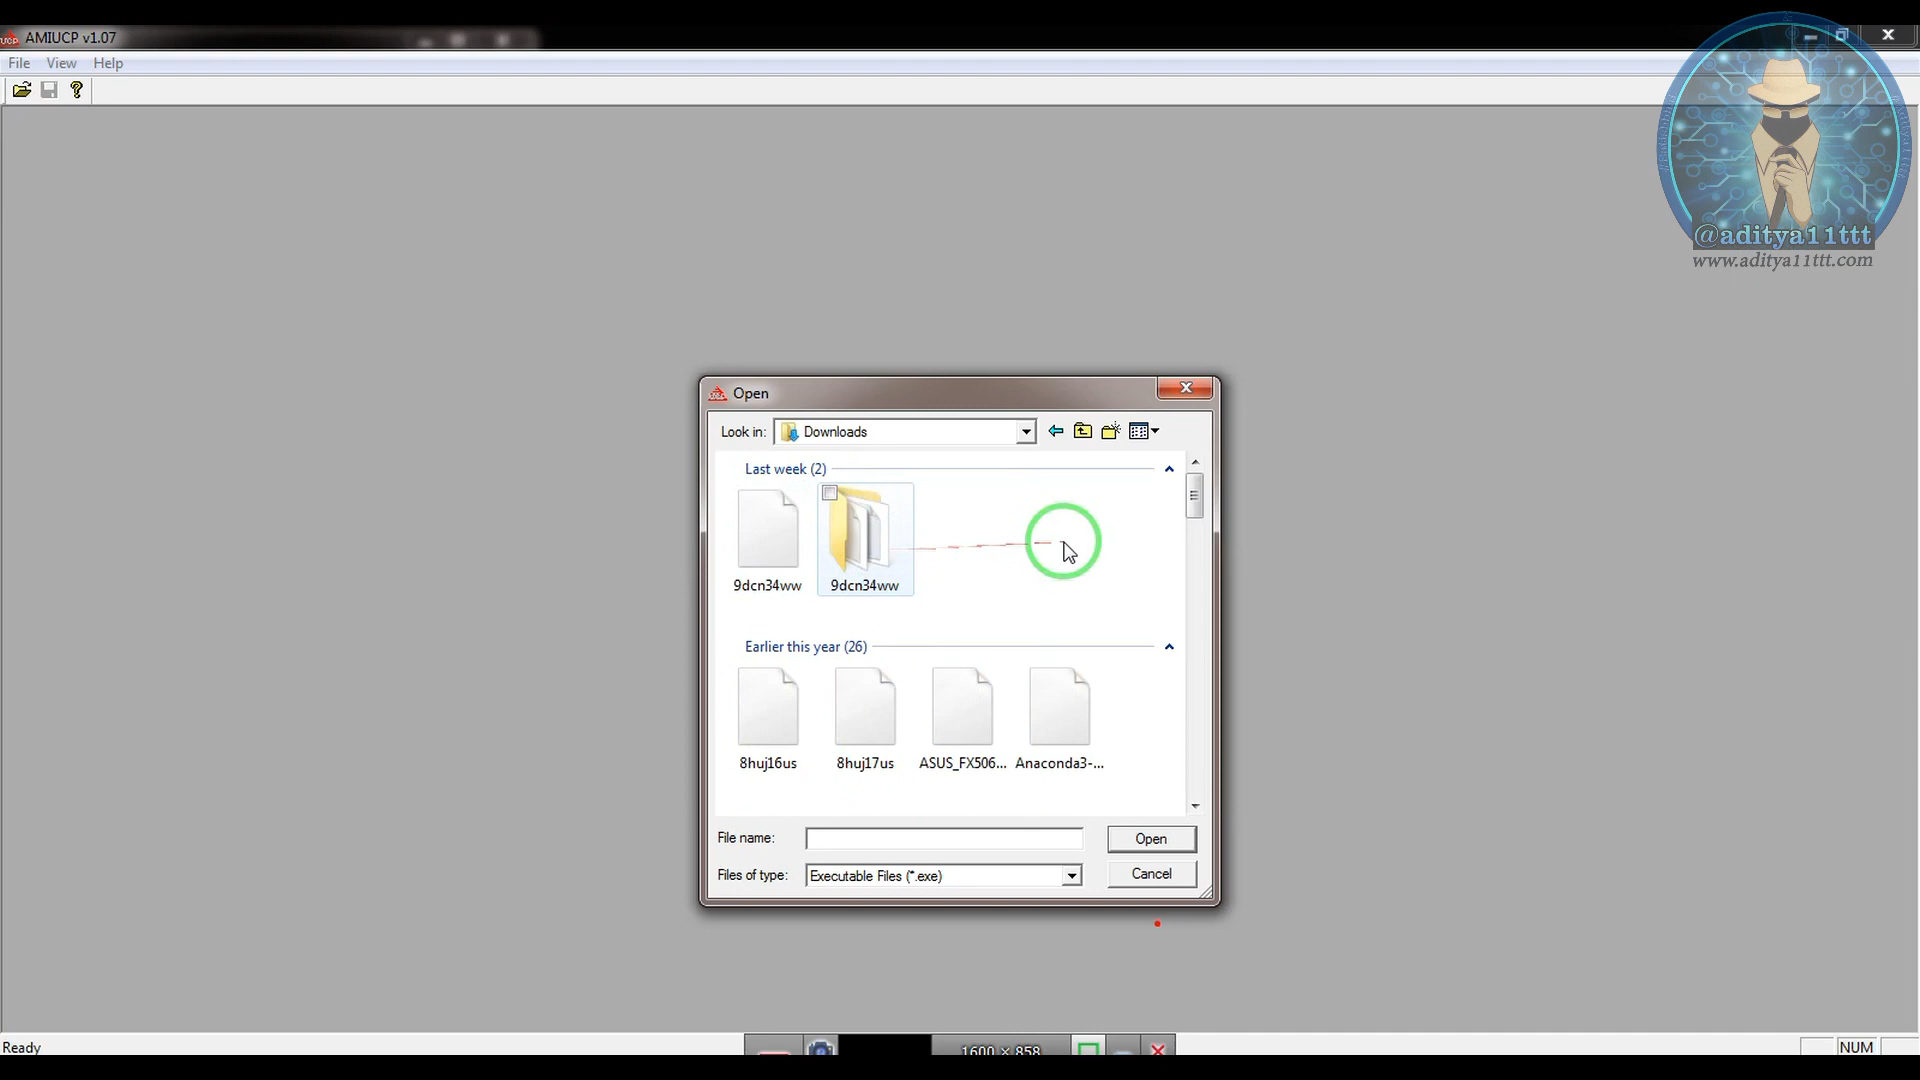 AMIUCP v1.07
File View Help
@aditya11ttt
www.aditya11ttt.com
Open
Look in: Downloads
Last week (2)
9dcn34ww 9dcn34ww
Earlier this year (26)
8huj16us 8huj17us ASUS_FX506... Anaconda3-...
File name: Open
Files of type: Executable Files (*.exe) Cancel
Ready
1600 × 858
NUM